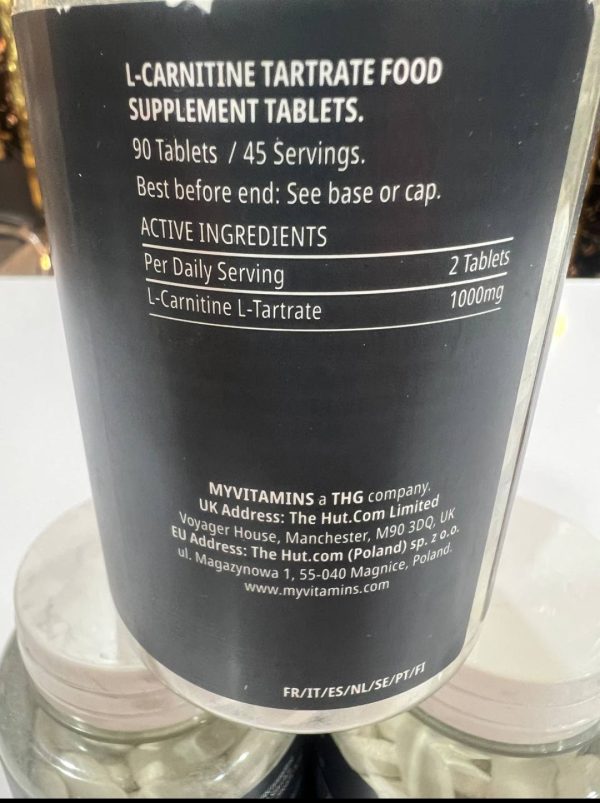 L-CARNITINE TARTRATE FOOD
SUPPLEMENT TABLETS.
90 Tablets / 45 Servings.
Best before end: See base or cap.
ACTIVE INGREDIENTS
Per Daily Serving 2 Tablets
L-Carnitine L-Tartrate 1000mg
MYVITAMINS a THG company.
UK Address: The Hut.Com Limited
Voyager House, Manchester, M90 3DQ, UK
EU Address: The Hut.com (Poland) sp. z o.o.
ul. Magazynowa 1, 55-040 Magnice, Poland.
www.myvitamins.com
FR/IT/ES/NL/SE/PT/FI